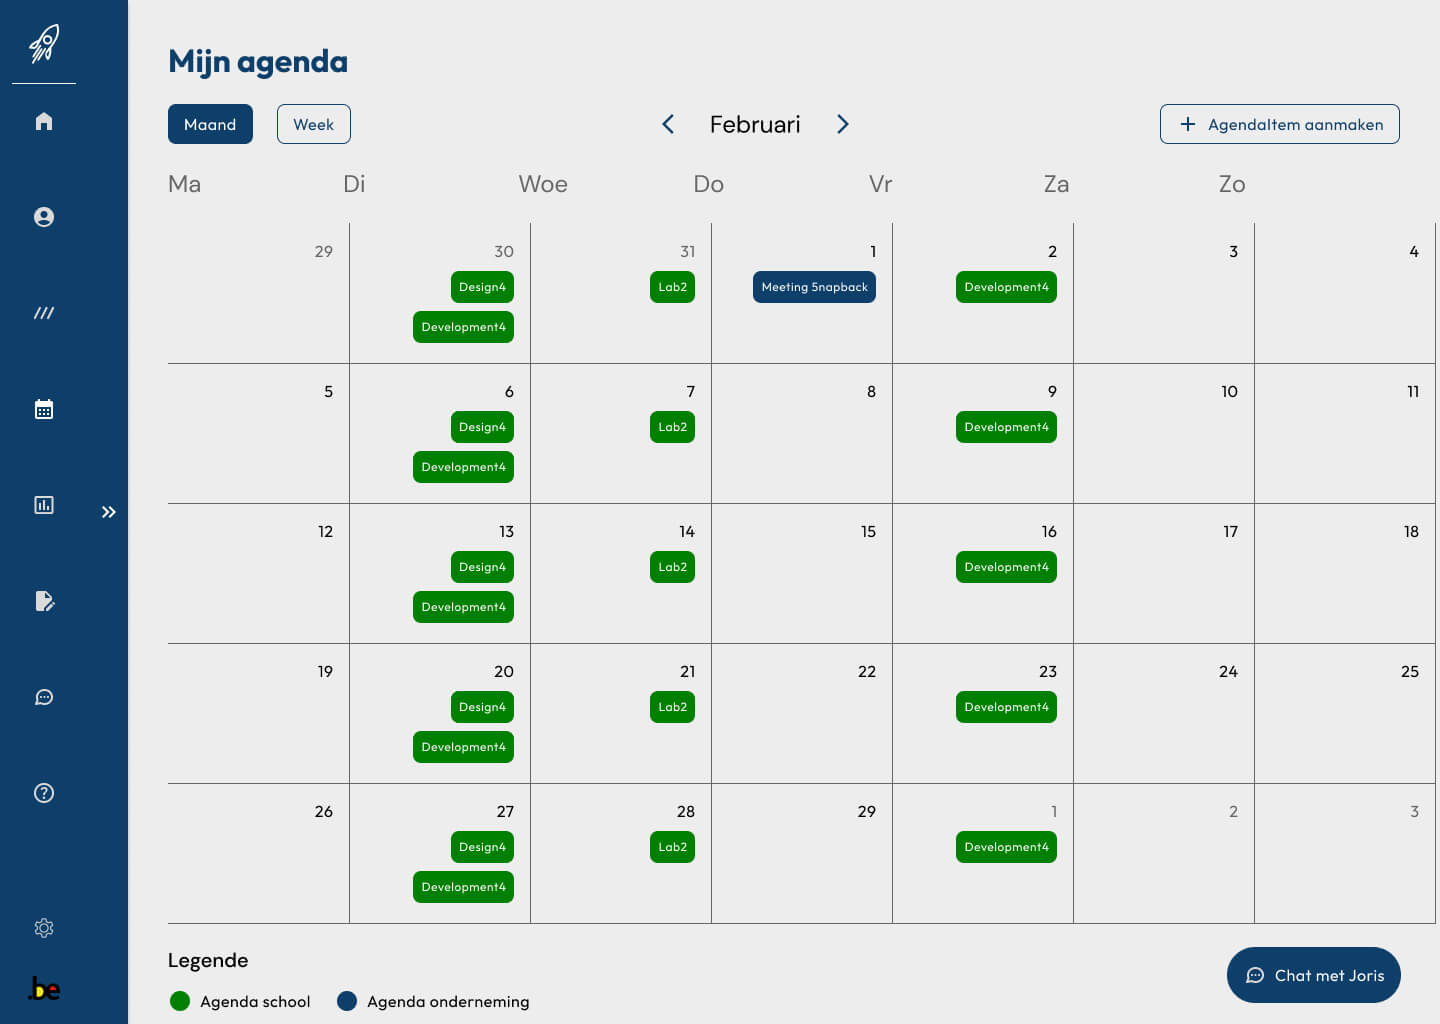 Mijn agenda
Maand Week Februari AgendaItem aanmaken
Ma Di Woe Do Vr Za Zo
29 30 31 1 2 3 4
Design4 Lab2 Meeting 5napback Development4
Development4
5 6 7 8 9 10 11
Design4 Lab2 Development4
Development4
12 13 14 15 16 17 18
Design4 Lab2 Development4
Development4
19 20 21 22 23 24 25
Design4 Lab2 Development4
Development4
26 27 28 29 1 2 3
Design4 Lab2 Development4
Development4
Legende
Agenda school Agenda onderneming
Chat met Joris
.be